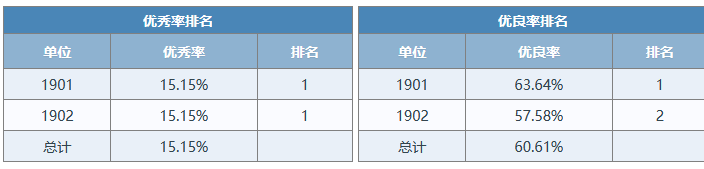 优秀率排名
单位 优秀率 排名
1901 15.15% 1
1902 15.15% 1
总计 15.15%
优良率排名
单位 优良率 排名
1901 63.64% 1
1902 57.58% 2
总计 60.61%